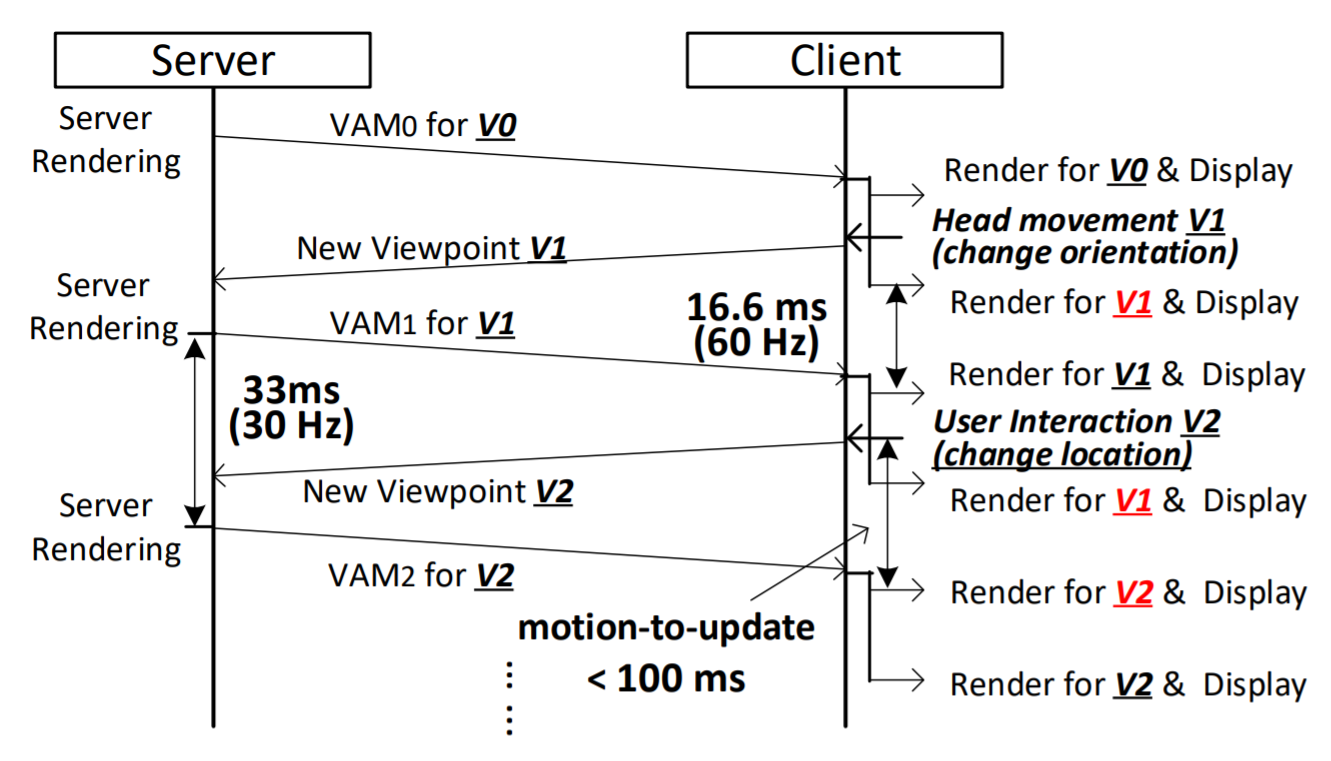 Server
Client
Server
Rendering
VAM0 for V0
Render for V0 & Display
Head movement V1
(change orientation)
New Viewpoint V1
Server
Rendering
VAM1 for V1
16.6 ms
(60 Hz)
Render for V1 & Display
Render for V1 & Display
33ms
(30 Hz)
User Interaction V2
(change location)
New Viewpoint V2
Render for V1 & Display
Server
Rendering
VAM2 for V2
Render for V2 & Display
motion-to-update
< 100 ms
Render for V2 & Display